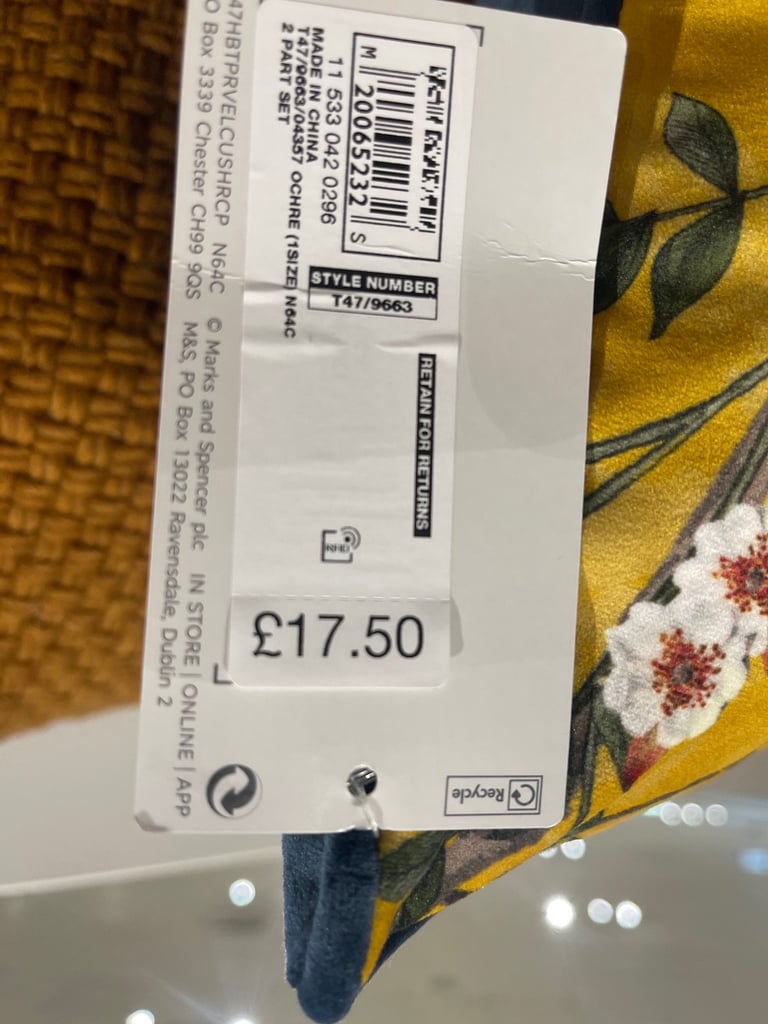 M 20065232 S
11 533 042 0296
MADE IN CHINA
T47/9663/04357 OCHRE (1SIZE) N64C
2 PART SET
STYLE NUMBER
T47/9663
RETAIN FOR RETURNS
£17.50
47HBTPRVELCUSHRCP N64C © Marks and Spencer plc IN STORE | ONLINE | APP
O Box 3339 Chester CH99 9QS M&S, PO Box 13022 Ravensdale, Dublin 2
Recycle